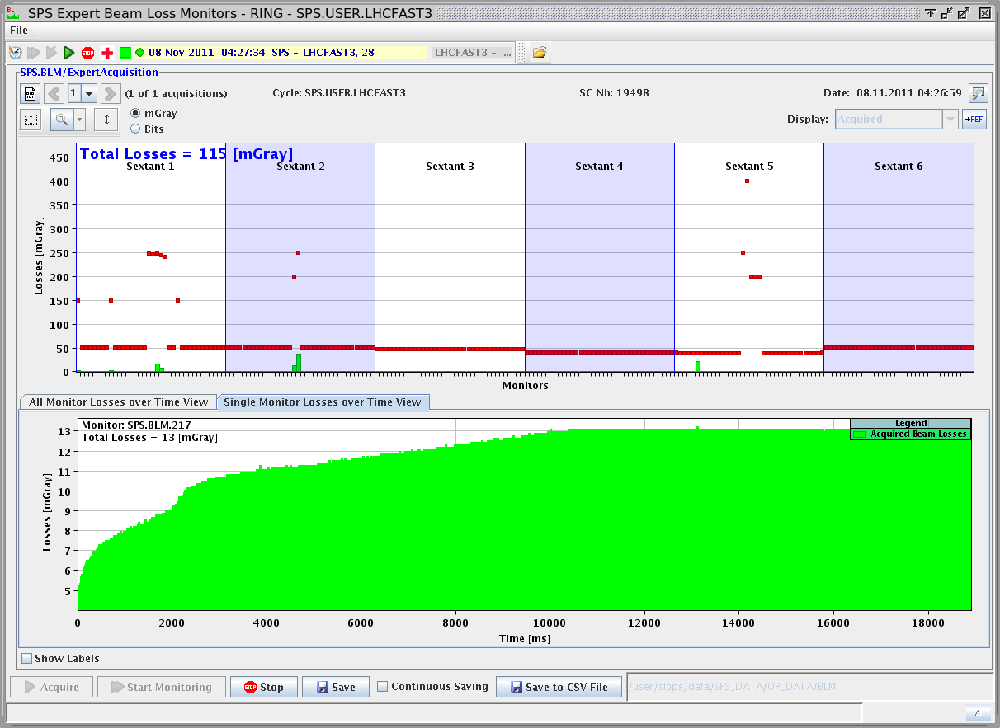 BL SPS Expert Beam Loss Monitors - RING - SPS.USER.LHCFAST3
File
STOP 08 Nov 2011 04:27:34 SPS - LHCFAST3, 28 LHCFAST3 - ...
SPS.BLM/ExpertAcquisition
1 (1 of 1 acquisitions) Cycle: SPS.USER.LHCFAST3 SC Nb: 19498 Date: 08.11.2011 04:26:59
mGray
Bits
Display: Acquired REF
Total Losses = 115 [mGray]
Sextant 1 Sextant 2 Sextant 3 Sextant 4 Sextant 5 Sextant 6
450
400
350
300
250
200
150
100
50
0
Losses [mGray]
Monitors
All Monitor Losses over Time View Single Monitor Losses over Time View
Monitor: SPS.BLM.217
Total Losses = 13 [mGray]
Legend
Acquired Beam Losses
13
12
11
10
9
8
7
6
5
Losses [mGray]
0 2000 4000 6000 8000 10000 12000 14000 16000 18000
Time [ms]
Show Labels
Acquire Start Monitoring STOP Stop Save Continuous Saving Save to CSV File /user/slops/data/SPS_DATA/OP_DATA/BLM